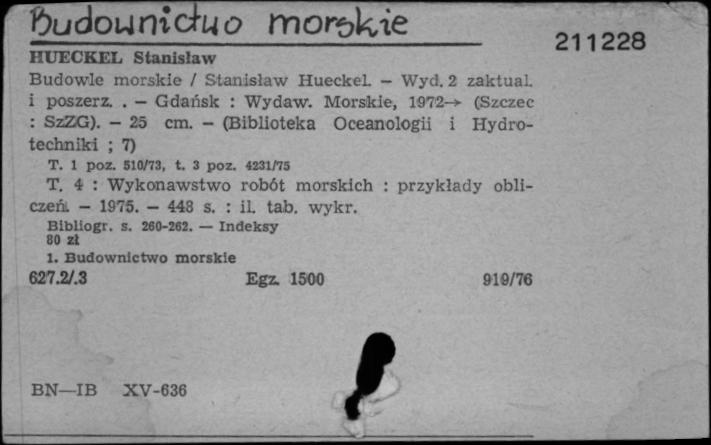 Budownictwo morskie
211228
HUECKEL Stanisław
Budowle morskie / Stanisław Hueckel. — Wyd. 2 zaktual.
i poszerz. . — Gdańsk : Wydaw. Morskie, 1972→ (Szczec
: SzZG). — 25 cm. — (Biblioteka Oceanologii i Hydro-
techniki ; 7)
T. 1 poz. 510/73, t. 3 poz. 4231/75
T. 4 : Wykonawstwo robót morskich : przykłady obli-
czeń. — 1975. — 448 s. : il. tab. wykr.
Bibliogr. s. 260-262. — Indeksy
80 zł
1. Budownictwo morskie
627.2/.3 Egz. 1500 919/76
BN—IB XV-636